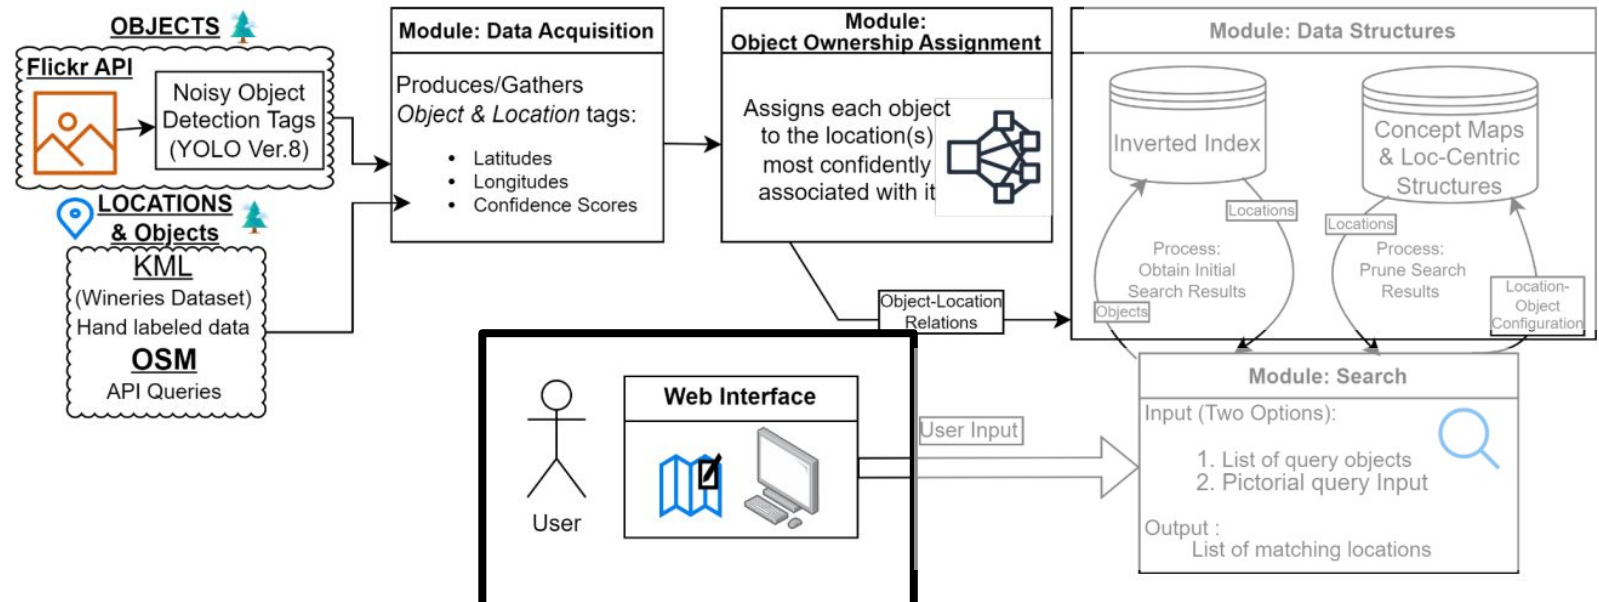 OBJECTS
Flickr API
Noisy Object
Detection Tags
(YOLO Ver.8)
LOCATIONS
& Objects
KML
(Wineries Dataset)
Hand labeled data
OSM
API Queries
Module: Data Acquisition
Produces/Gathers
Object & Location tags:
• Latitudes
• Longitudes
• Confidence Scores
Module:
Object Ownership Assignment
Assigns each object
to the location(s)
most confidently
associated with it
Object-Location
Relations
Module: Data Structures
Inverted Index
Concept Maps
& Loc-Centric
Structures
Locations
Locations
Process:
Obtain Initial
Search Results
Process:
Prune Search
Results
Objects
Location-
Object
Configuration
User
Web Interface
User Input
Module: Search
Input (Two Options):
1. List of query objects
2. Pictorial query Input
Output :
List of matching locations